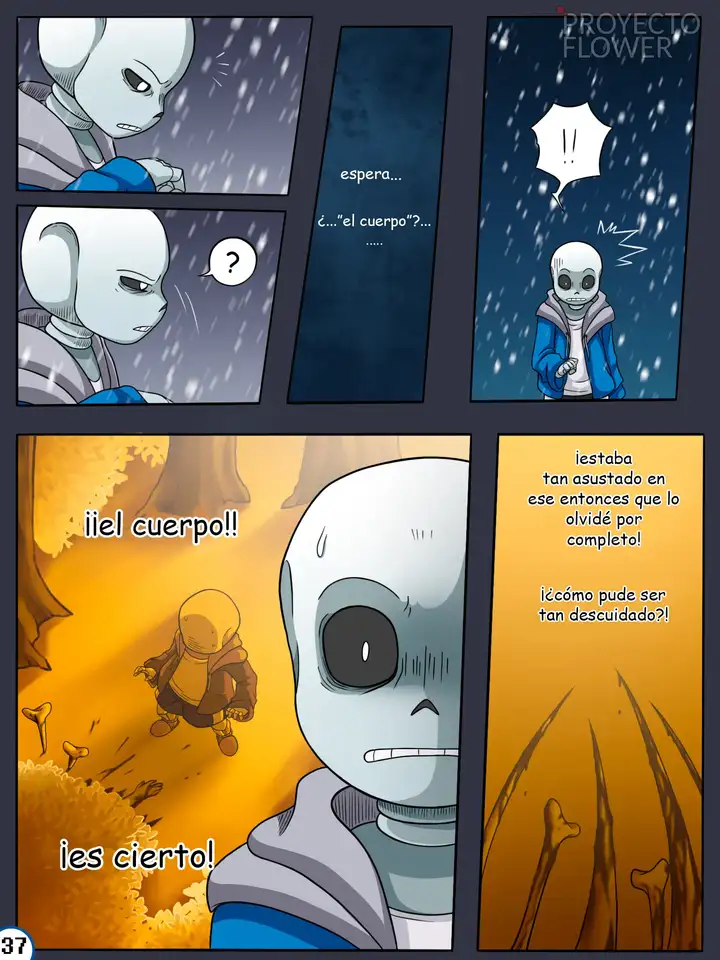 PROYECTO
FLOWER
?
espera...
¿..."el cuerpo"?...
.....
!!
¡¡el cuerpo!!
¡es cierto!
¡estaba
tan asustado en
ese entonces que lo
olvidé por
completo!
¡¿cómo pude ser
tan descuidado?!
37